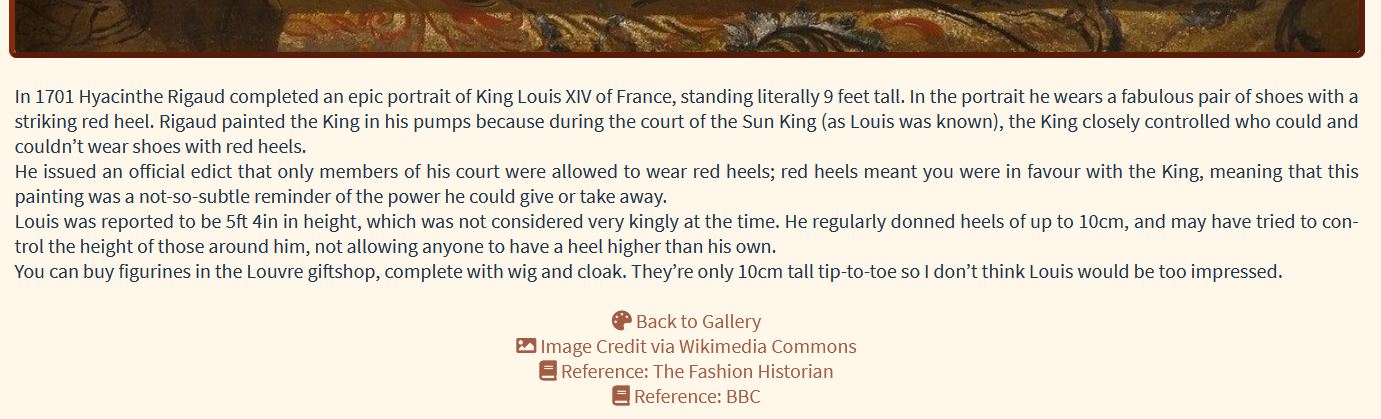 In 1701 Hyacinthe Rigaud completed an epic portrait of King Louis XIV of France, standing literally 9 feet tall. In the portrait he wears a fabulous pair of shoes with a
striking red heel. Rigaud painted the King in his pumps because during the court of the Sun King (as Louis was known), the King closely controlled who could and
couldn’t wear shoes with red heels.
He issued an official edict that only members of his court were allowed to wear red heels; red heels meant you were in favour with the King, meaning that this
painting was a not-so-subtle reminder of the power he could give or take away.
Louis was reported to be 5ft 4in in height, which was not considered very kingly at the time. He regularly donned heels of up to 10cm, and may have tried to con-
trol the height of those around him, not allowing anyone to have a heel higher than his own.
You can buy figurines in the Louvre giftshop, complete with wig and cloak. They’re only 10cm tall tip-to-toe so I don’t think Louis would be too impressed.
Back to Gallery
Image Credit via Wikimedia Commons
Reference: The Fashion Historian
Reference: BBC